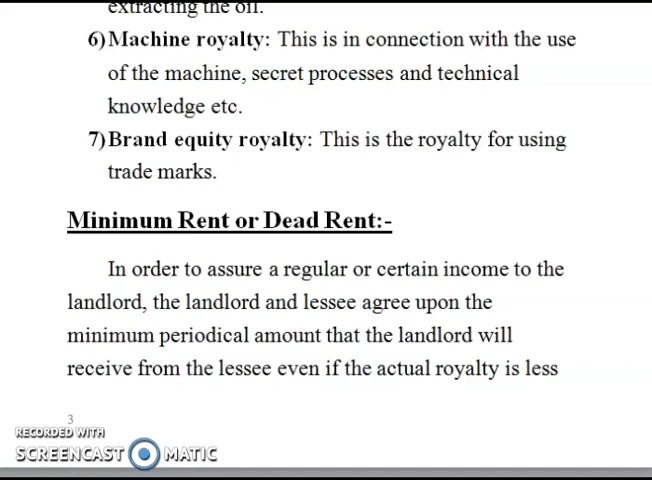 extracting the oil.
6) Machine royalty: This is in connection with the use
of the machine, secret processes and technical
knowledge etc.
7) Brand equity royalty: This is the royalty for using
trade marks.
Minimum Rent or Dead Rent:-
In order to assure a regular or certain income to the
landlord, the landlord and lessee agree upon the
minimum periodical amount that the landlord will
receive from the lessee even if the actual royalty is less
3
RECORDED WITH
SCREENCAST MATIC